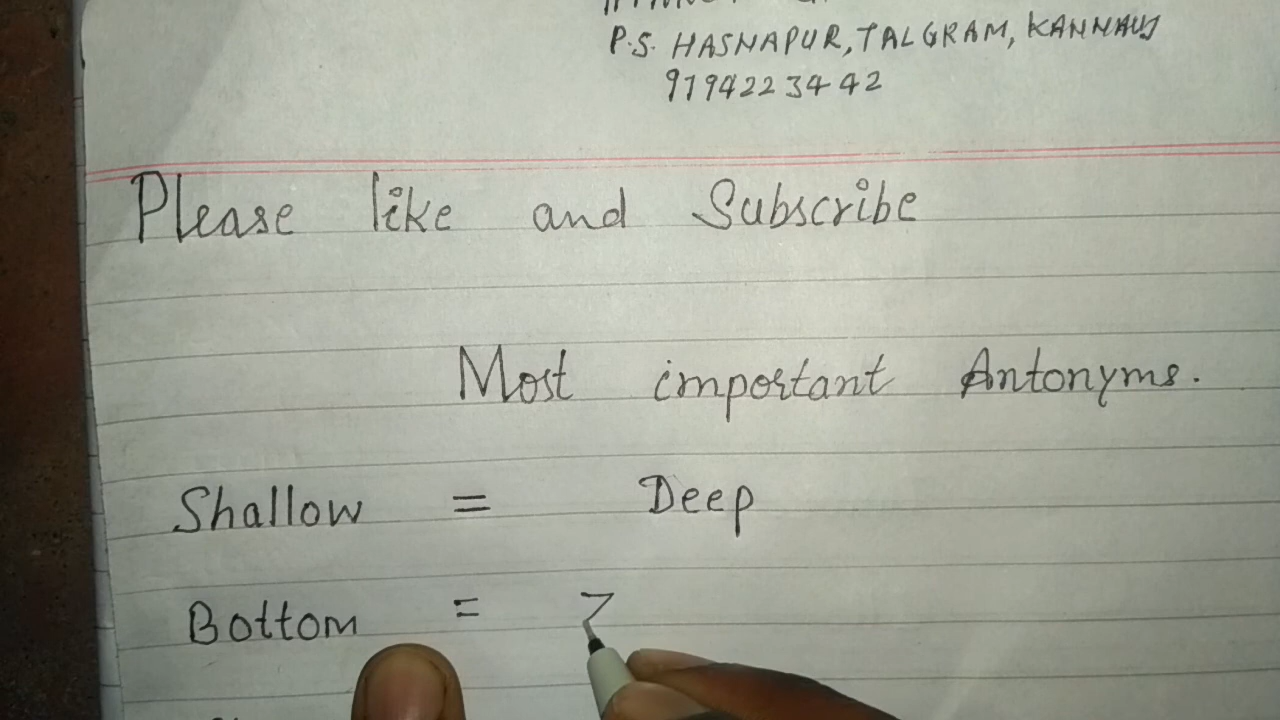 P.S. HASNAPUR, TALGRAM, KANNAUJ
9194223442
Please like and Subscribe
Most important Antonyms.
Shallow = Deep
Bottom =